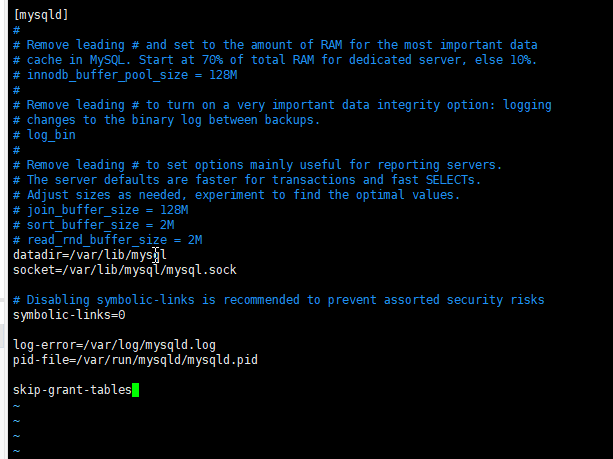 [mysqld]
#
# Remove leading # and set to the amount of RAM for the most important data
# cache in MySQL. Start at 70% of total RAM for dedicated server, else 10%.
# innodb_buffer_pool_size = 128M
#
# Remove leading # to turn on a very important data integrity option: logging
# changes to the binary log between backups.
# log_bin
#
# Remove leading # to set options mainly useful for reporting servers.
# The server defaults are faster for transactions and fast SELECTs.
# Adjust sizes as needed, experiment to find the optimal values.
# join_buffer_size = 128M
# sort_buffer_size = 2M
# read_rnd_buffer_size = 2M
datadir=/var/lib/mysql
socket=/var/lib/mysql/mysql.sock

# Disabling symbolic-links is recommended to prevent assorted security risks
symbolic-links=0

log-error=/var/log/mysqld.log
pid-file=/var/run/mysqld/mysqld.pid

skip-grant-tables
~
~
~
~